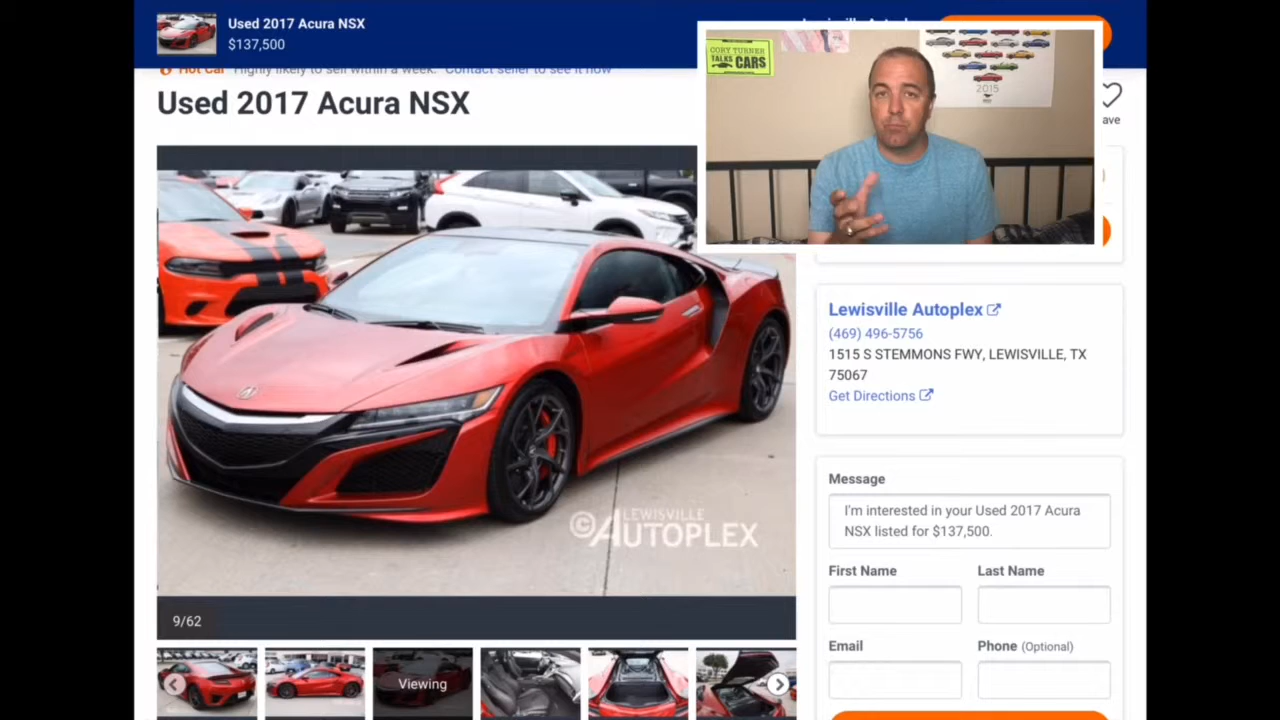 Used 2017 Acura NSX
$137,500
Hot Car Highly likely to sell within a week. Contact seller to see it now
Used 2017 Acura NSX
CORY TURNER
TALKS
CARS
2015
ave
Lewisville Autoplex
(469) 496-5756
1515 S STEMMONS FWY, LEWISVILLE, TX
75067
Get Directions
© LEWISVILLE
AUTOPLEX
Message
I'm interested in your Used 2017 Acura
NSX listed for $137,500.
First Name
Last Name
Email
Phone (Optional)
9/62
Viewing